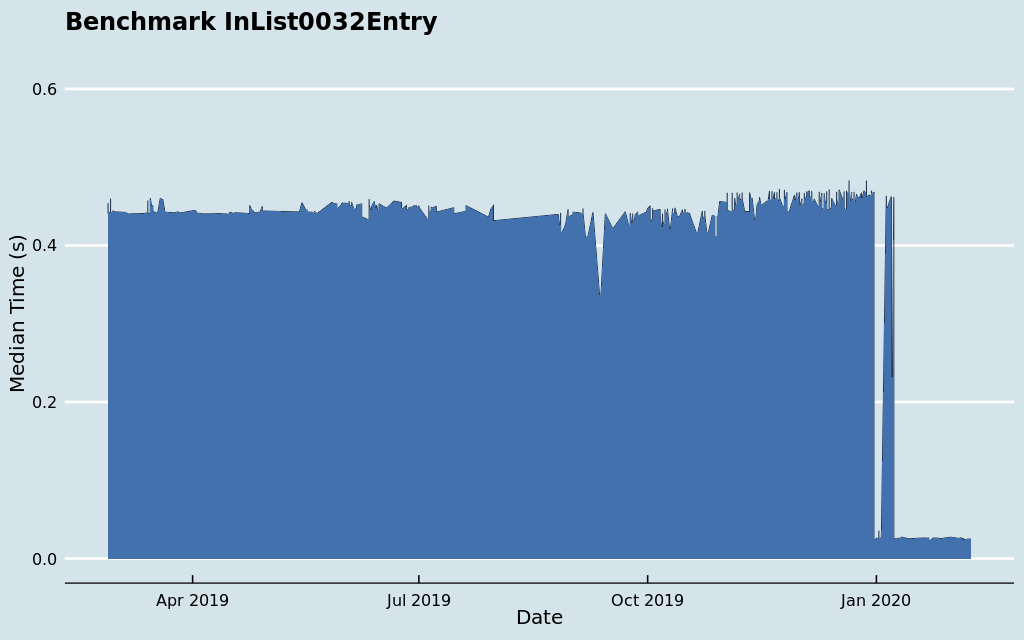 Benchmark InList0032Entry
0.6
0.4
0.2
0.0
Median Time (s)
Apr 2019
Jul 2019
Oct 2019
Jan 2020
Date